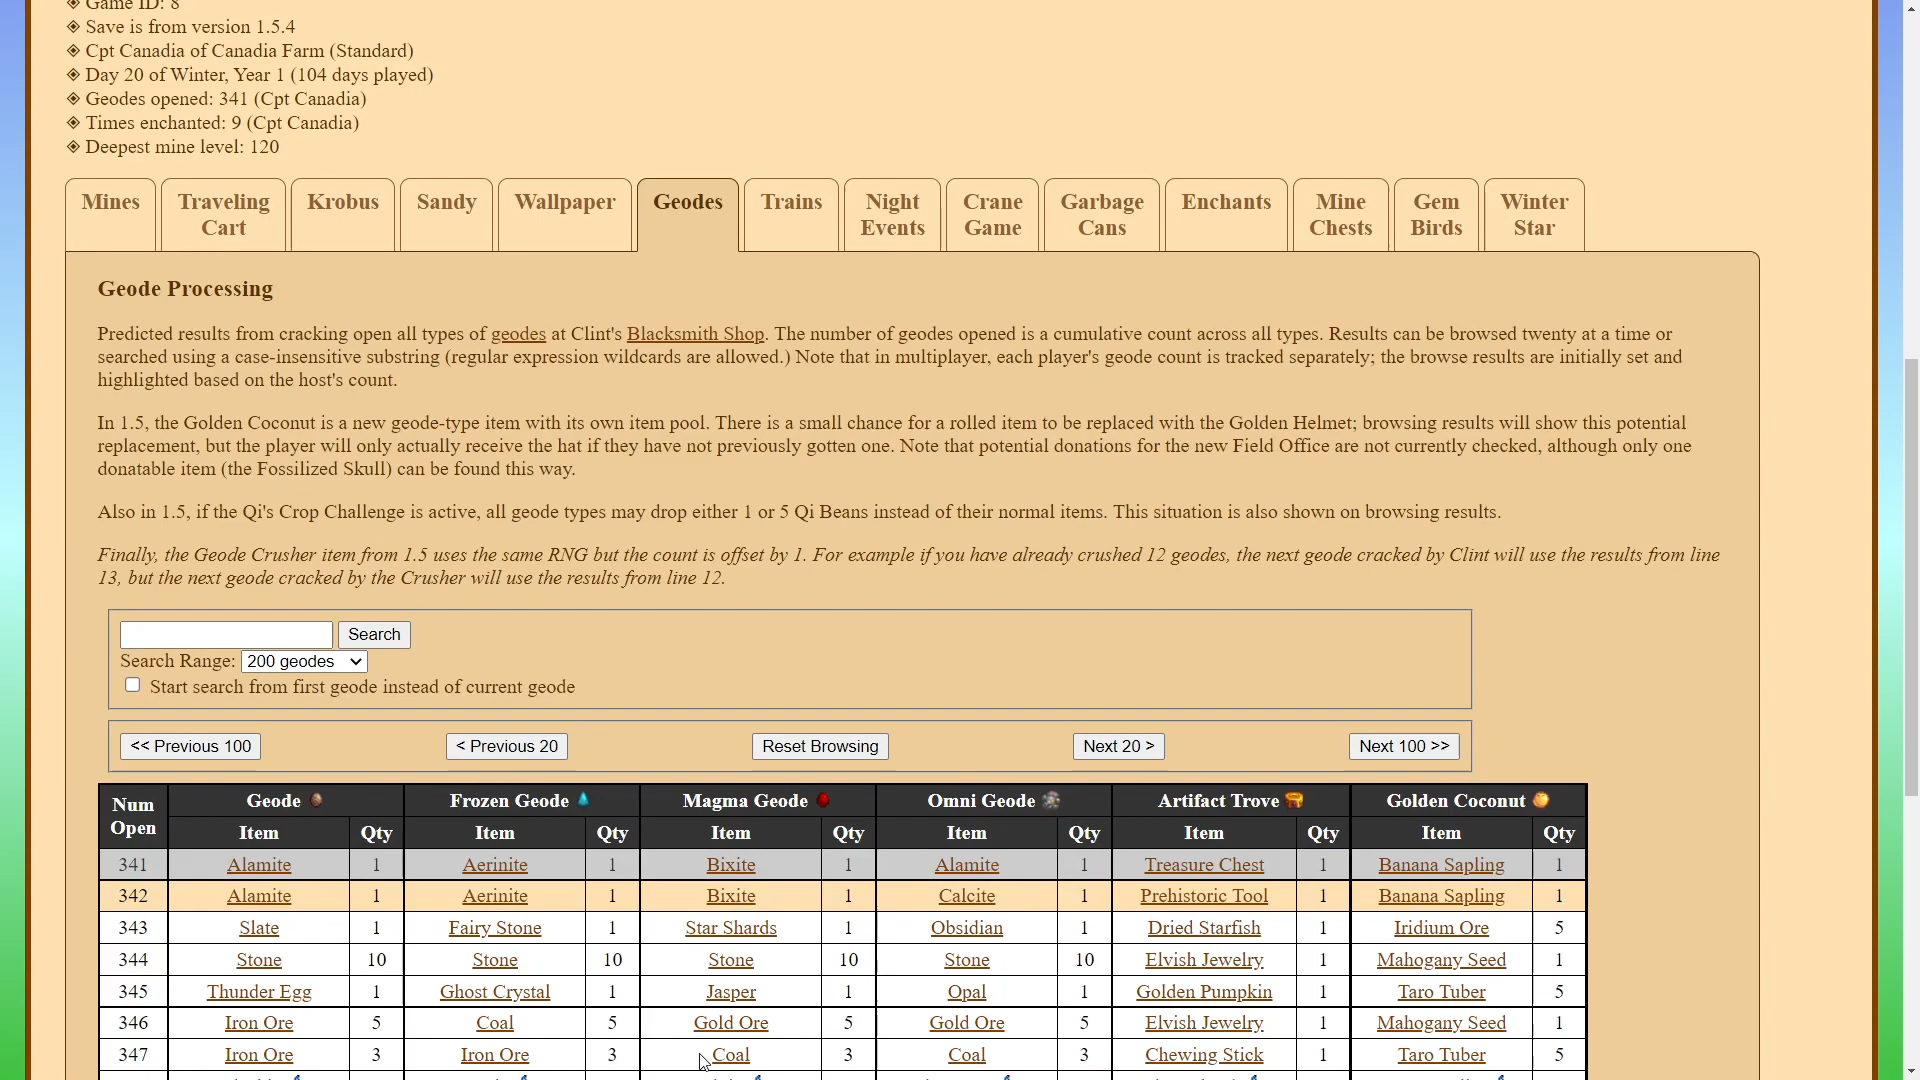 ◈ Game ID: 8
◈ Save is from version 1.5.4
◈ Cpt Canadia of Canadia Farm (Standard)
◈ Day 20 of Winter, Year 1 (104 days played)
◈ Geodes opened: 341 (Cpt Canadia)
◈ Times enchanted: 9 (Cpt Canadia)
◈ Deepest mine level: 120
Mines Traveling Cart Krobus Sandy Wallpaper Geodes Trains Night Events Crane Game Garbage Cans Enchants Mine Chests Gem Birds Winter Star
Geode Processing
Predicted results from cracking open all types of geodes at Clint's Blacksmith Shop. The number of geodes opened is a cumulative count across all types. Results can be browsed twenty at a time or
searched using a case-insensitive substring (regular expression wildcards are allowed.) Note that in multiplayer, each player's geode count is tracked separately; the browse results are initially set and
highlighted based on the host's count.
In 1.5, the Golden Coconut is a new geode-type item with its own item pool. There is a small chance for a rolled item to be replaced with the Golden Helmet; browsing results will show this potential
replacement, but the player will only actually receive the hat if they have not previously gotten one. Note that potential donations for the new Field Office are not currently checked, although only one
donatable item (the Fossilized Skull) can be found this way.
Also in 1.5, if the Qi's Crop Challenge is active, all geode types may drop either 1 or 5 Qi Beans instead of their normal items. This situation is also shown on browsing results.
Finally, the Geode Crusher item from 1.5 uses the same RNG but the count is offset by 1. For example if you have already crushed 12 geodes, the next geode cracked by Clint will use the results from line
13, but the next geode cracked by the Crusher will use the results from line 12.
Search
Search Range: 200 geodes
Start search from first geode instead of current geode
<< Previous 100 < Previous 20 Reset Browsing Next 20 > Next 100 >>
Num Open Geode Frozen Geode Magma Geode Omni Geode Artifact Trove Golden Coconut
Item Qty Item Qty Item Qty Item Qty Item Qty Item Qty
341 Alamite 1 Aerinite 1 Bixite 1 Alamite 1 Treasure Chest 1 Banana Sapling 1
342 Alamite 1 Aerinite 1 Bixite 1 Calcite 1 Prehistoric Tool 1 Banana Sapling 1
343 Slate 1 Fairy Stone 1 Star Shards 1 Obsidian 1 Dried Starfish 1 Iridium Ore 5
344 Stone 10 Stone 10 Stone 10 Stone 10 Elvish Jewelry 1 Mahogany Seed 1
345 Thunder Egg 1 Ghost Crystal 1 Jasper 1 Opal 1 Golden Pumpkin 1 Taro Tuber 5
346 Iron Ore 5 Coal 5 Gold Ore 5 Gold Ore 5 Elvish Jewelry 1 Mahogany Seed 1
347 Iron Ore 3 Iron Ore 3 Coal 3 Coal 3 Chewing Stick 1 Taro Tuber 5